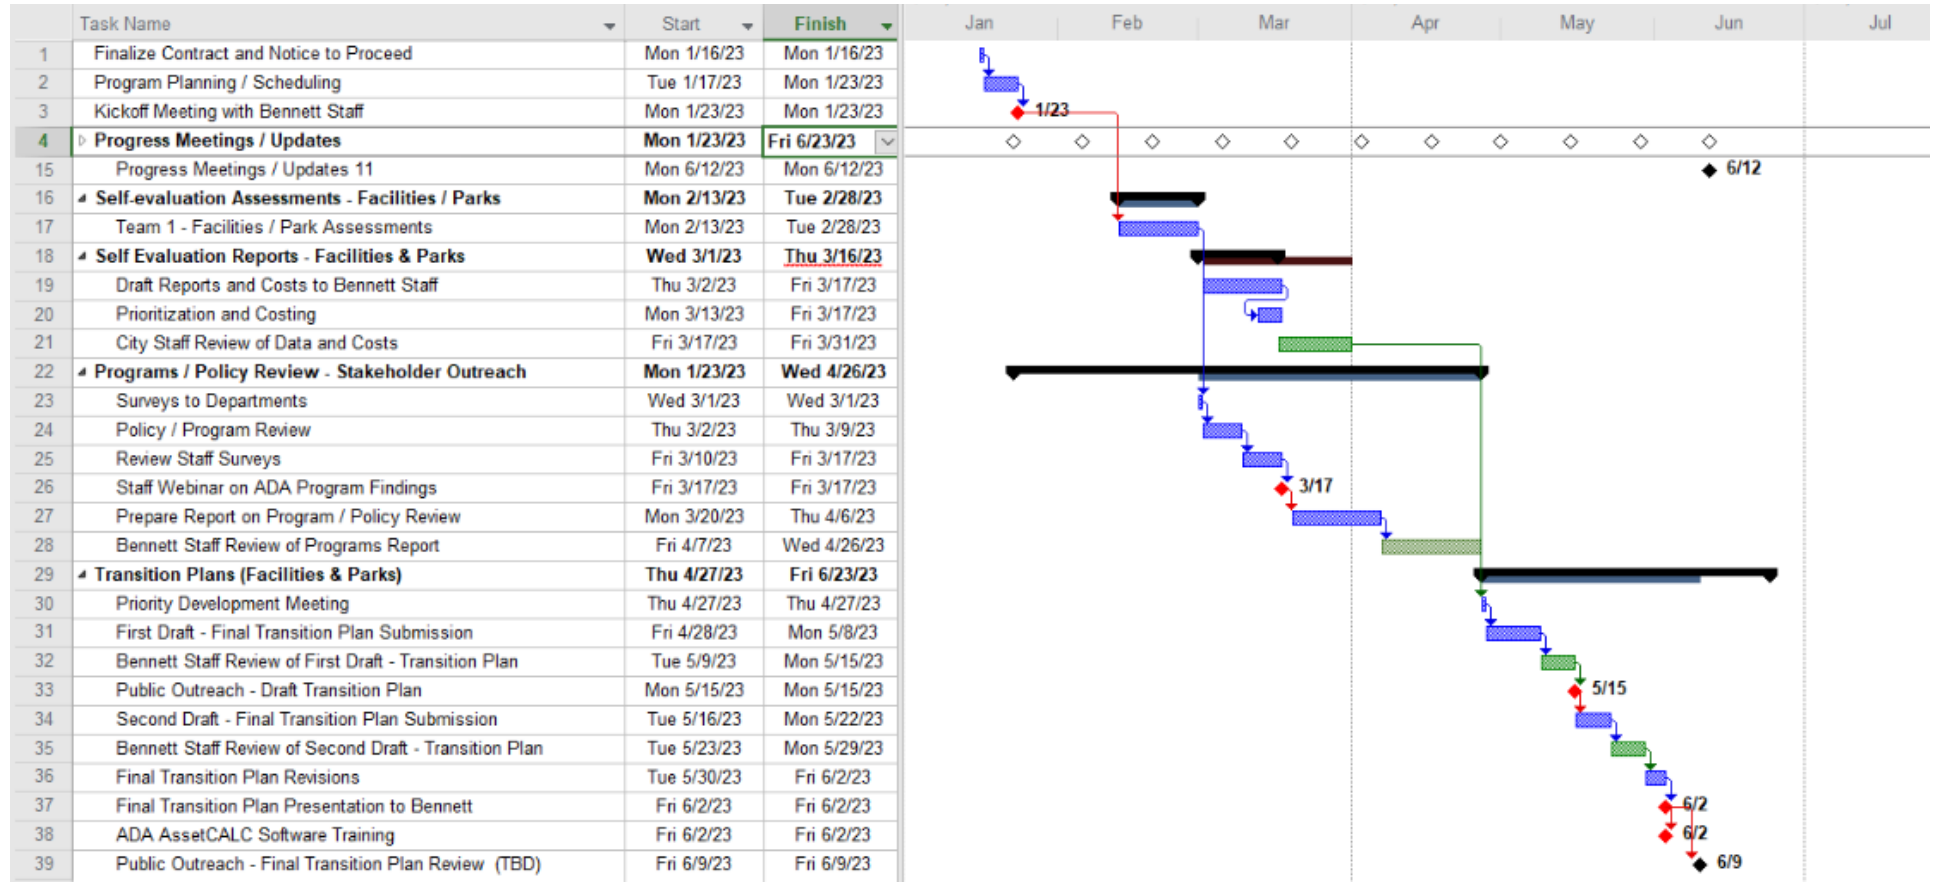 Task Name Start Finish Jan Feb Mar Apr May Jun Jul
1 Finalize Contract and Notice to Proceed Mon 1/16/23 Mon 1/16/23
2 Program Planning / Scheduling Tue 1/17/23 Mon 1/23/23
3 Kickoff Meeting with Bennett Staff Mon 1/23/23 Mon 1/23/23 1/23
4 Progress Meetings / Updates Mon 1/23/23 Fri 6/23/23
15 Progress Meetings / Updates 11 Mon 6/12/23 Mon 6/12/23 6/12
16 Self-evaluation Assessments - Facilities / Parks Mon 2/13/23 Tue 2/28/23
17 Team 1 - Facilities / Park Assessments Mon 2/13/23 Tue 2/28/23
18 Self Evaluation Reports - Facilities & Parks Wed 3/1/23 Thu 3/16/23
19 Draft Reports and Costs to Bennett Staff Thu 3/2/23 Fri 3/17/23
20 Prioritization and Costing Mon 3/13/23 Fri 3/17/23
21 City Staff Review of Data and Costs Fri 3/17/23 Fri 3/31/23
22 Programs / Policy Review - Stakeholder Outreach Mon 1/23/23 Wed 4/26/23
23 Surveys to Departments Wed 3/1/23 Wed 3/1/23
24 Policy / Program Review Thu 3/2/23 Thu 3/9/23
25 Review Staff Surveys Fri 3/10/23 Fri 3/17/23
26 Staff Webinar on ADA Program Findings Fri 3/17/23 Fri 3/17/23 3/17
27 Prepare Report on Program / Policy Review Mon 3/20/23 Thu 4/6/23
28 Bennett Staff Review of Programs Report Fri 4/7/23 Wed 4/26/23
29 Transition Plans (Facilities & Parks) Thu 4/27/23 Fri 6/23/23
30 Priority Development Meeting Thu 4/27/23 Thu 4/27/23
31 First Draft - Final Transition Plan Submission Fri 4/28/23 Mon 5/8/23
32 Bennett Staff Review of First Draft - Transition Plan Tue 5/9/23 Mon 5/15/23
33 Public Outreach - Draft Transition Plan Mon 5/15/23 Mon 5/15/23 5/15
34 Second Draft - Final Transition Plan Submission Tue 5/16/23 Mon 5/22/23
35 Bennett Staff Review of Second Draft - Transition Plan Tue 5/23/23 Mon 5/29/23
36 Final Transition Plan Revisions Tue 5/30/23 Fri 6/2/23
37 Final Transition Plan Presentation to Bennett Fri 6/2/23 Fri 6/2/23 6/2
38 ADA AssetCALC Software Training Fri 6/2/23 Fri 6/2/23 6/2
39 Public Outreach - Final Transition Plan Review (TBD) Fri 6/9/23 Fri 6/9/23 6/9